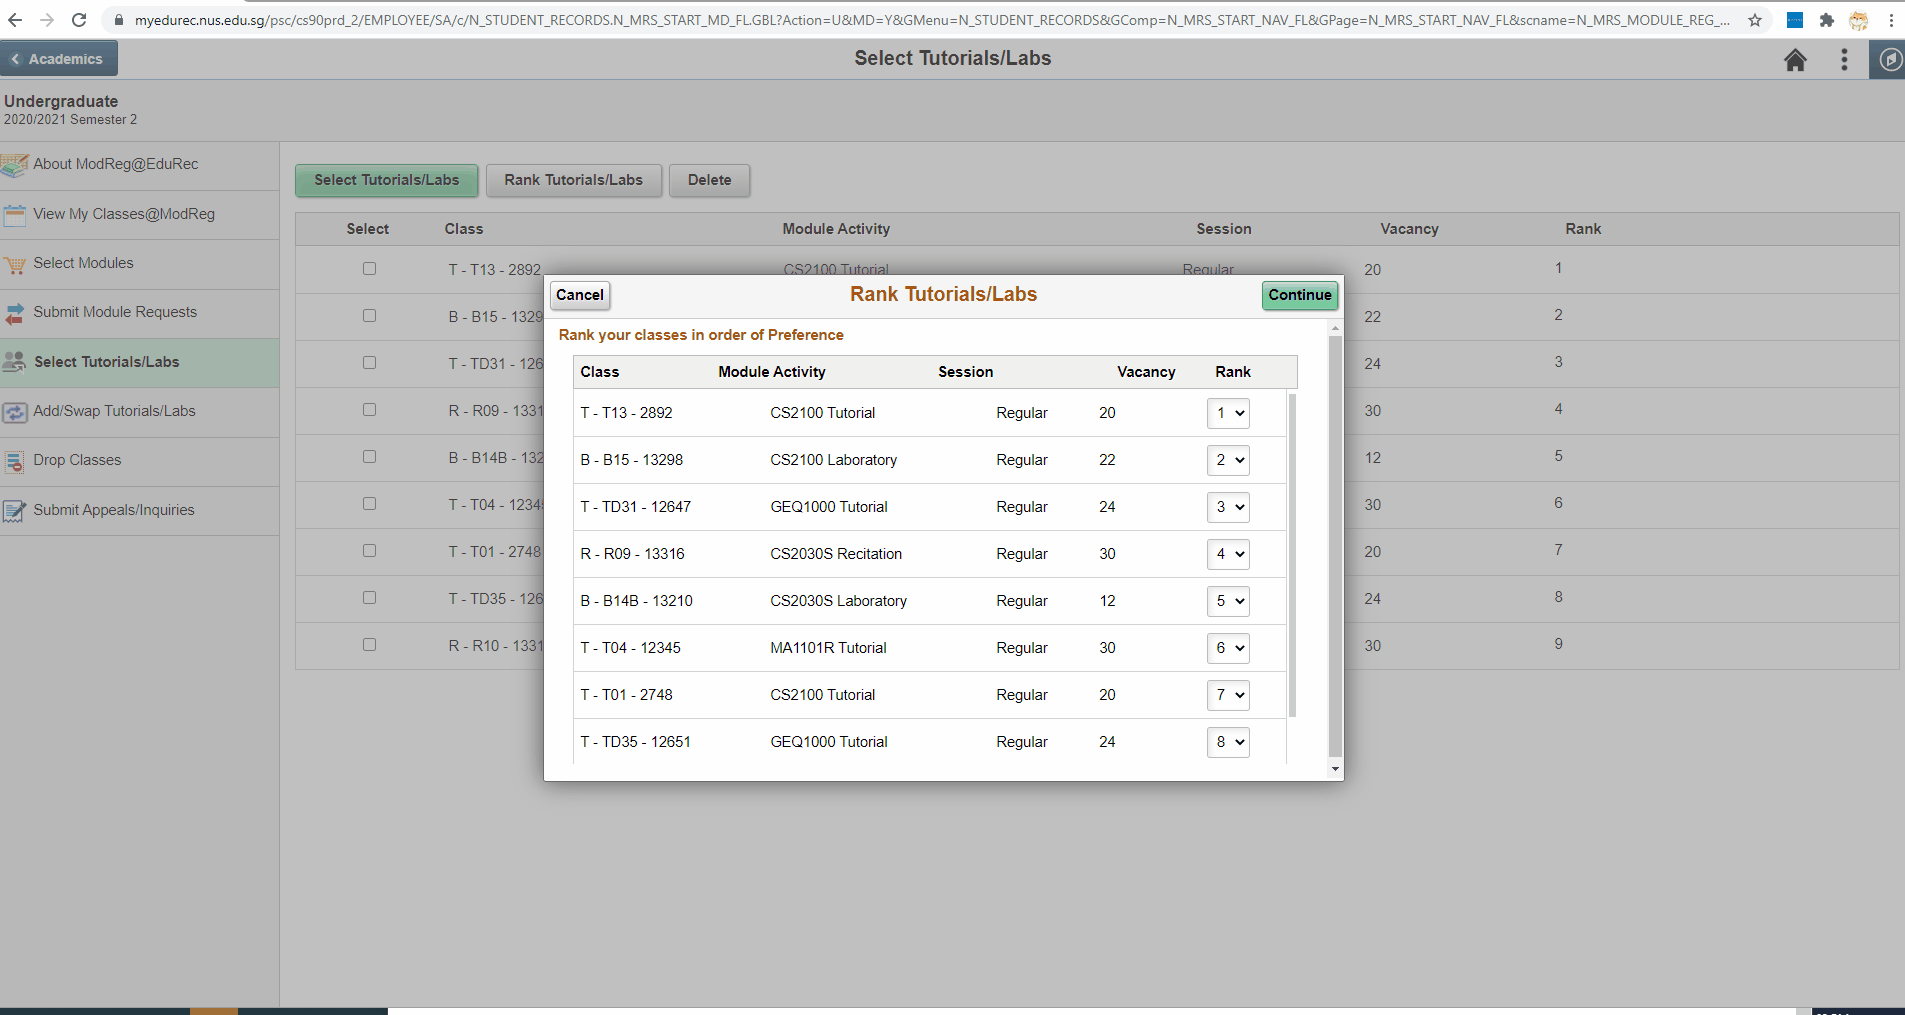 myedurec.nus.edu.sg/psc/cs90prd_2/EMPLOYEE/SA/c/N_STUDENT_RECORDS.N_MRS_START_MD_FL.GBL?Action=U&MD=Y&GMenu=N_STUDENT_RECORDS&GComp=N_MRS_START_NAV_FL&GPage=N_MRS_START_NAV_FL&scname=N_MRS_MODULE_REG_...
Academics
Select Tutorials/Labs
Undergraduate
2020/2021 Semester 2
About ModReg@EduRec
View My Classes@ModReg
Select Modules
Submit Module Requests
Select Tutorials/Labs
Add/Swap Tutorials/Labs
Drop Classes
Submit Appeals/Inquiries
Select Tutorials/Labs Rank Tutorials/Labs Delete
Select Class Module Activity Session Vacancy Rank
T - T13 - 2892 CS2100 Tutorial Regular 20 1
B - B15 - 1329 22 2
T - TD31 - 126 24 3
R - R09 - 1331 30 4
B - B14B - 132 12 5
T - T04 - 1234 30 6
T - T01 - 2748 20 7
T - TD35 - 126 24 8
R - R10 - 1331 30 9
Cancel Rank Tutorials/Labs Continue
Rank your classes in order of Preference
Class Module Activity Session Vacancy Rank
T - T13 - 2892 CS2100 Tutorial Regular 20 1
B - B15 - 13298 CS2100 Laboratory Regular 22 2
T - TD31 - 12647 GEQ1000 Tutorial Regular 24 3
R - R09 - 13316 CS2030S Recitation Regular 30 4
B - B14B - 13210 CS2030S Laboratory Regular 12 5
T - T04 - 12345 MA1101R Tutorial Regular 30 6
T - T01 - 2748 CS2100 Tutorial Regular 20 7
T - TD35 - 12651 GEQ1000 Tutorial Regular 24 8